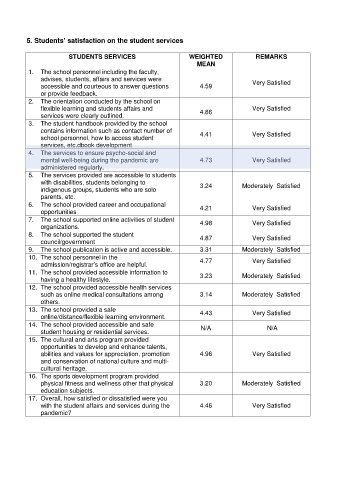 5. Students' satisfaction on the student services
STUDENTS SERVICES WEIGHTED MEAN REMARKS
1. The school personnel including the faculty,
advises, students, affairs and services were
accessible and courteous to answer questions
or provide feedback.
4.59 Very Satisfied
2. The orientation conducted by the school on
flexible learning and students affairs and
services were clearly outlined.
4.86 Very Satisfied
3. The student handbook provided by the school
contains information such as contact number of
school personnel, how to access student
services, etc.dbook development
4.41 Very Satisfied
4. The services to ensure psycho-social and
mental well-being during the pandemic are
administered regularly.
4.73 Very Satisfied
5. The services provided are accessible to students
with disabilities, students belonging to
indigenous groups, students who are solo
parents, etc.
3.24 Moderately Satisfied
6. The school provided career and occupational
opportunities
4.21 Very Satisfied
7. The school supported online activities of student
organizations.
4.98 Very Satisfied
8. The school supported the student
council/government
4.87 Very Satisfied
9. The school publication is active and accessible. 3.31 Moderately Satisfied
10. The school personnel in the
admission/registrar's office are helpful.
4.77 Very Satisfied
11. The school provided accessible information to
having a healthy lifestyle.
3.23 Moderately Satisfied
12. The school provided accessible health services
such as online medical consultations among
others.
3.14 Moderately Satisfied
13. The school provided a safe
online/distance/flexible learning environment.
4.43 Very Satisfied
14. The school provided accessible and safe
student housing or residential services.
N/A N/A
15. The cultural and arts program provided
opportunities to develop and enhance talents,
abilities and values for appreciation, promotion
and conservation of national culture and multi-
cultural heritage.
4.96 Very Satisfied
16. The sports development program provided
physical fitness and wellness other that physical
education subjects.
3.20 Moderately Satisfied
17. Overall, how satisfied or dissatisfied were you
with the student affairs and services during the
pandemic?
4.46 Very Satisfied